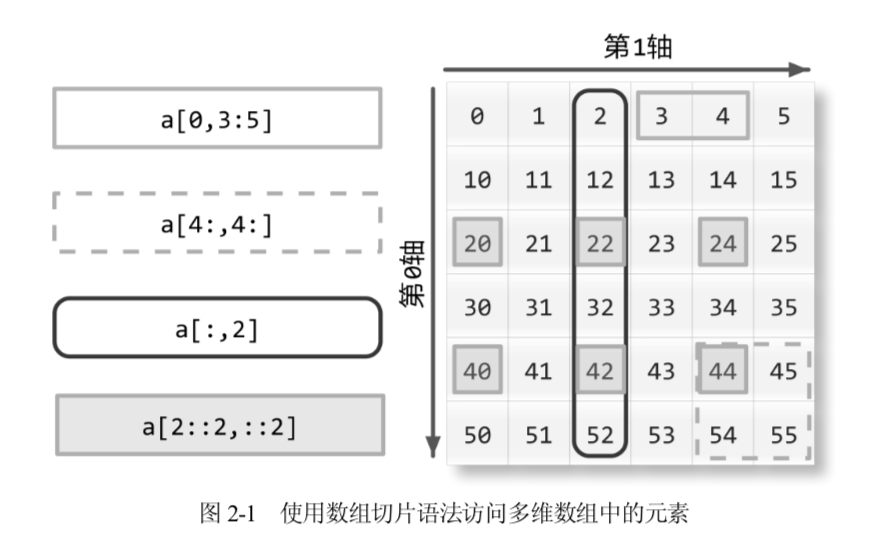 第1轴
a[0,3:5]
a[4:,4:]
a[:,2]
a[2::2,::2]
第0轴
0 1 2 3 4 5
10 11 12 13 14 15
20 21 22 23 24 25
30 31 32 33 34 35
40 41 42 43 44 45
50 51 52 53 54 55
图 2-1 使用数组切片语法访问多维数组中的元素